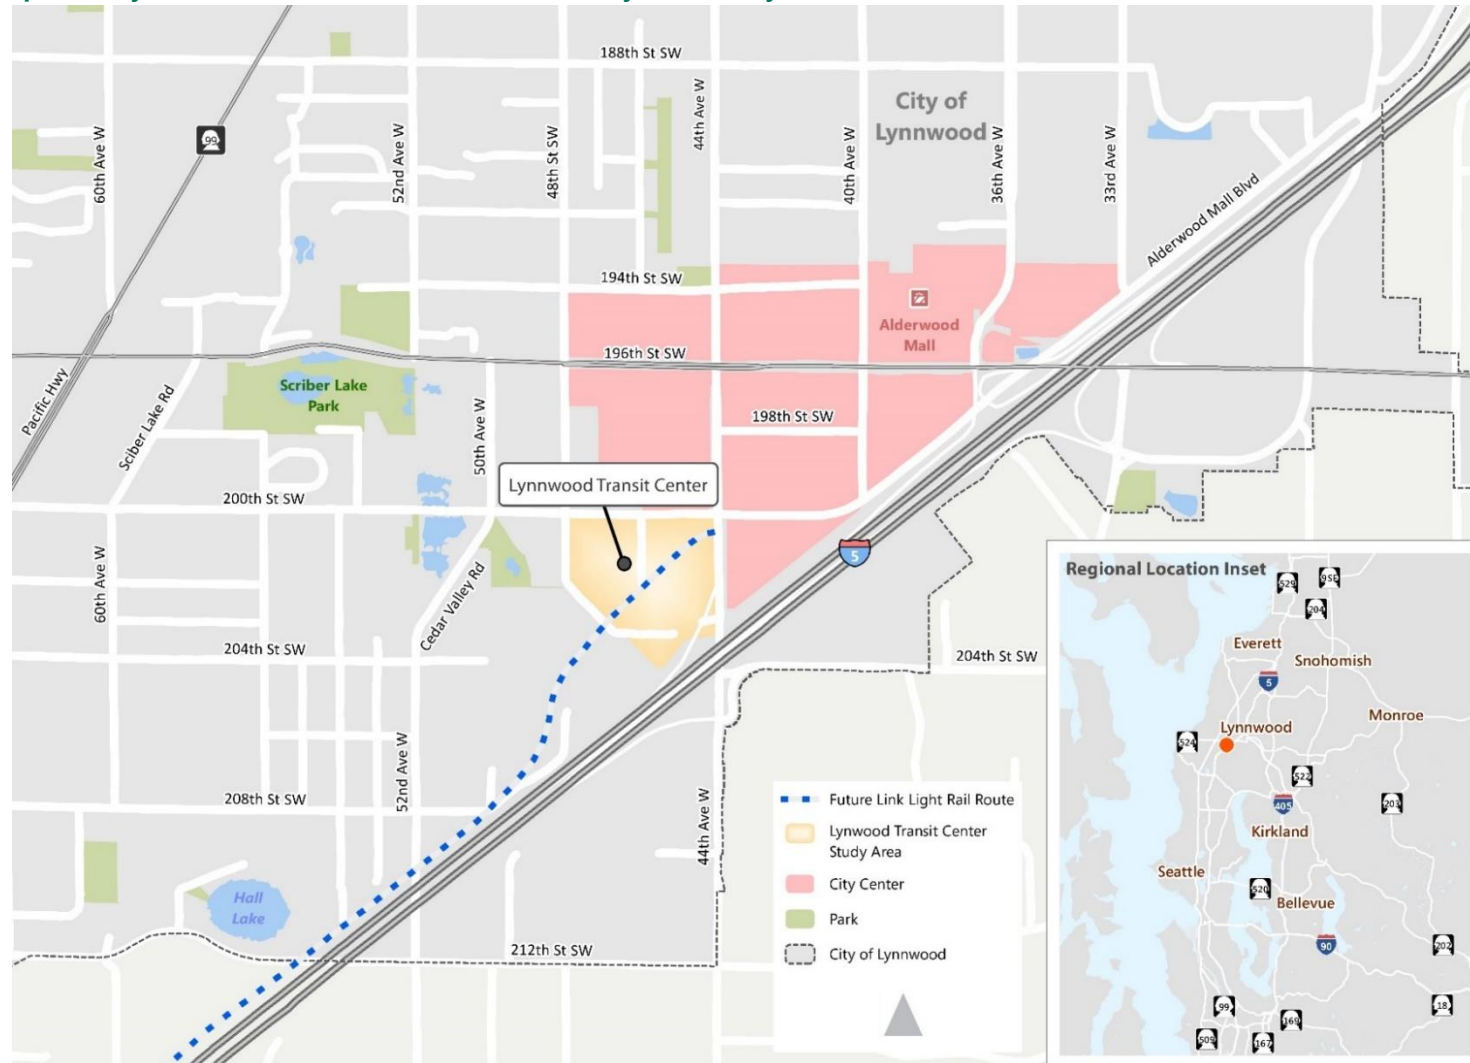 188th St SW
City of
Lynnwood
99
60th Ave W
52nd Ave W
48th St SW
44th Ave W
40th Ave W
36th Ave W
33rd Ave W
Alderwood Mall Blvd
194th St SW
Alderwood
Mall
196th St SW
Pacific Hwy
Sciber Lake Rd
Scriber Lake
Park
50th Ave W
198th St SW
Lynnwood Transit Center
200th St SW
5
60th Ave W
Cedar Valley Rd
204th St SW
204th St SW
52nd Ave W
208th St SW
44th Ave W
Hall
Lake
212th St SW
Future Link Light Rail Route
Lynwood Transit Center
Study Area
City Center
Park
City of Lynnwood
Regional Location Inset
529
9SE
204
Everett
Snohomish
5
Monroe
Lynnwood
524
522
405
203
Kirkland
Seattle
520
Bellevue
90
202
99
18
169
509
167